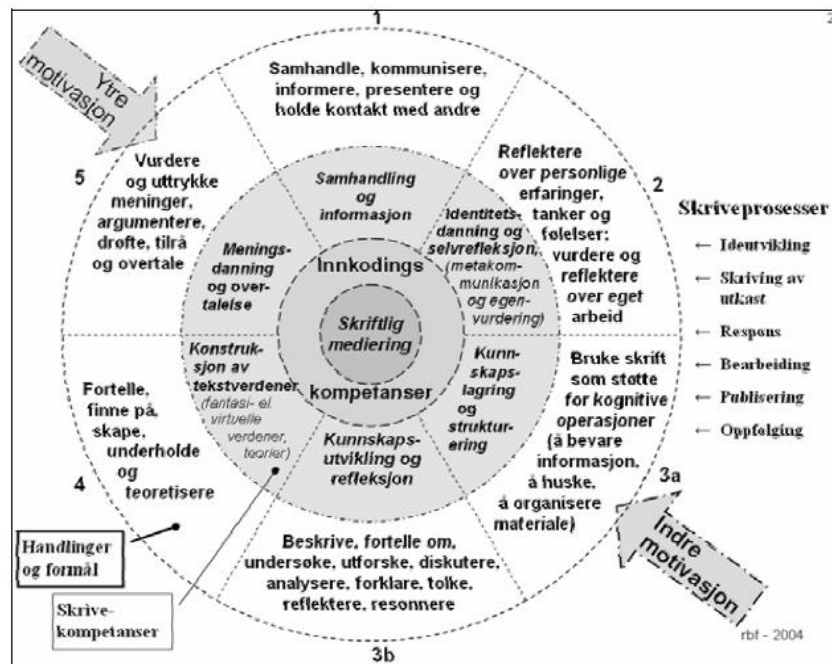 1
2
Ytre
motivasjon
Samhandle, kommunisere,
informere, presentere og
holde kontakt med andre
5
Vurdere
og uttrykke
meninger,
argumentere,
drøfte, tilrå
og overtale
Samhandling
og
informasjon
Reflektere
over personlige
erfaringer,
tanker og
følelser:
vurdere og
reflektere
over eget
arbeid
2
Identitets-
danning og
selvrefleksjon,
(metakom-
munikasjon
og egen-
vurdering)
Menings-
danning
og over-
talelse
Innkodings
Skriftlig
mediering
kompetanser
Skriveprosesser
← Idéutvikling
← Skriving av
utkast
← Respons
← Bearbeiding
← Publisering
← Oppfølging
Konstruk-
sjon av
tekstverdener
(fantasi- el.
virtuelle
verdener,
teorier)
Kunn-
skaps-
lagring
og
struktur-
ering
Bruke skrift
som støtte
for kognitive
operasjoner
(å bevare
informasjon,
å huske,
å organisere
materiale)
3a
Fortelle,
finne på,
skape,
underholde
og
teoretisere
4
Kunnskaps-
utvikling og
refleksjon
Handlinger
og formål
Skrive-
kompetanser
Beskrive, fortelle om,
undersøke, utforske, diskutere,
analysere, forklare, tolke,
reflektere, resonnere
3b
Indre
motivasjon
rbf - 2004